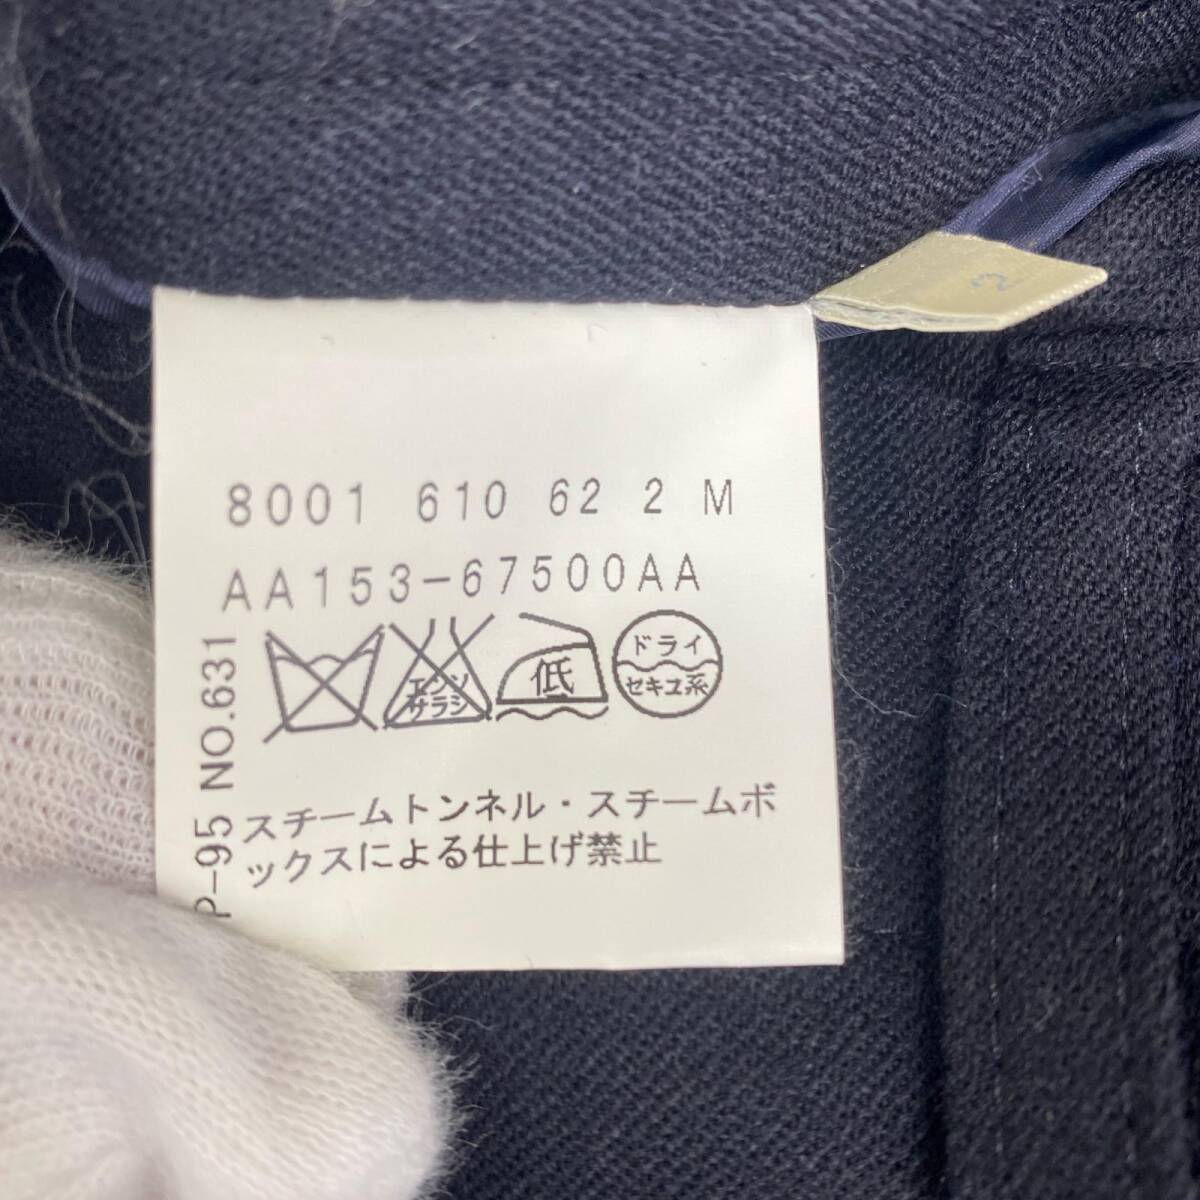 8001 610 62 2 M
AA153-67500AA
エンソ
サラシ
低
ドライ
セキユ系
スチームトンネル・スチームボ
ックスによる仕上げ禁止
P-95 NO.631
2